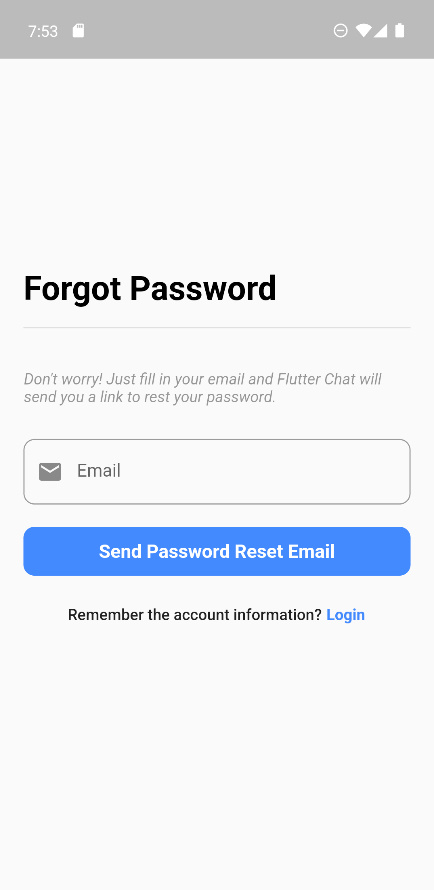 7:53
Forgot Password
Don't worry! Just fill in your email and Flutter Chat will
send you a link to rest your password.
Email
Send Password Reset Email
Remember the account information? Login